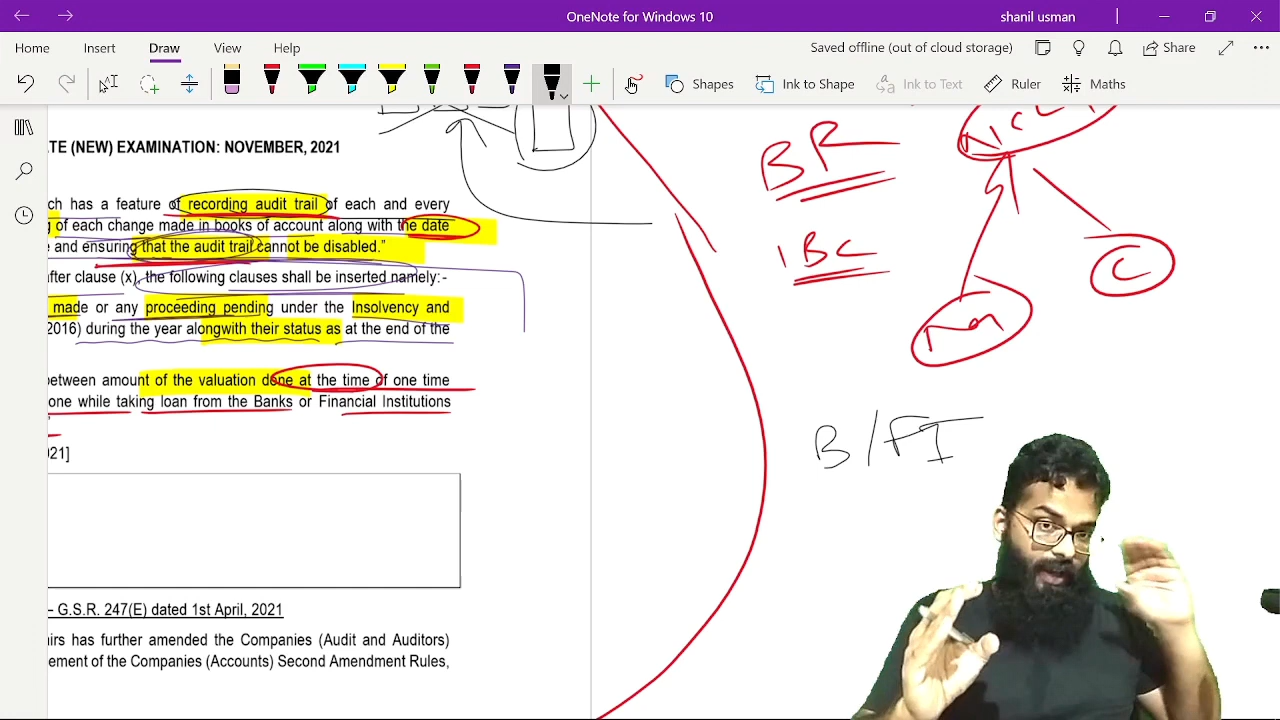 OneNote for Windows 10
shanil usman
Home Insert Draw View Help
Saved offline (out of cloud storage)
Share
Shapes
Ink to Shape
Ink to Text
Ruler
Maths
TE (NEW) EXAMINATION: NOVEMBER, 2021
ch has a feature of recording audit trail of each and every
g of each change made in books of account along with the date
e and ensuring that the audit trail cannot be disabled.”
after clause (x), the following clauses shall be inserted namely:-
made or any proceeding pending under the Insolvency and
2016) during the year alongwith their status as at the end of the
between amount of the valuation done at the time of one time
one while taking loan from the Banks or Financial Institutions
021]
– G.S.R. 247(E) dated 1st April, 2021
airs has further amended the Companies (Audit and Auditors)
ement of the Companies (Accounts) Second Amendment Rules,
BR
IBC
C
B/FI